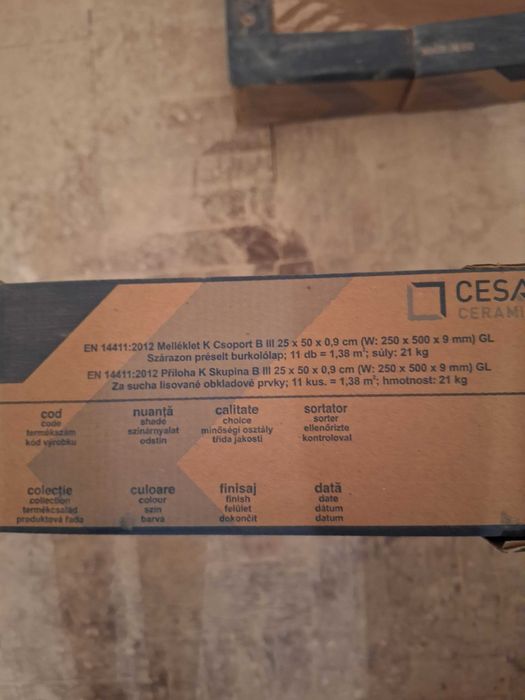 CESA
CERAMI
EN 14411:2012 Melléklet K Csoport B III 25 x 50 x 0,9 cm (W: 250 x 500 x 9 mm) GL
Szárazon préselt burkolólap; 11 db = 1,38 m²; súly: 21 kg
EN 14411:2012 Příloha K Skupina B III 25 x 50 x 0,9 cm (W: 250 x 500 x 9 mm) GL
Za sucha lisované obkladové prvky; 11 kus. = 1,38 m²; hmotnost: 21 kg
cod nuanță calitate sortator
code shade choice sorter
termékszám színárnyalat minőségi osztály ellenőrizte
kód výrobku odstín třída jakosti kontroloval
colecție culoare finisaj dată
collection colour finish date
termékcsalád szín felület dátum
produktová řada barva dokončit datum